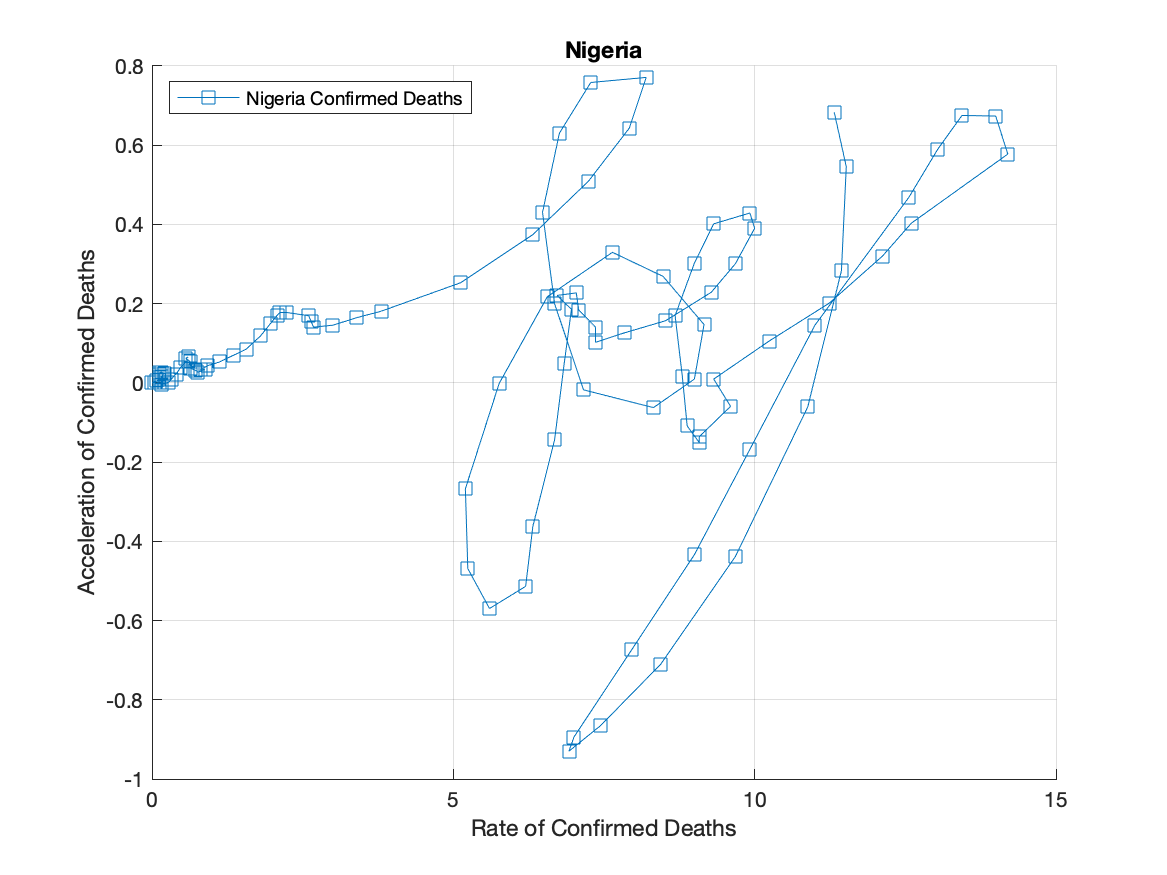 Nigeria
Nigeria Confirmed Deaths
0.8
0.6
0.4
0.2
0
-0.2
-0.4
-0.6
-0.8
-1
Acceleration of Confirmed Deaths
0 5 10 15
Rate of Confirmed Deaths